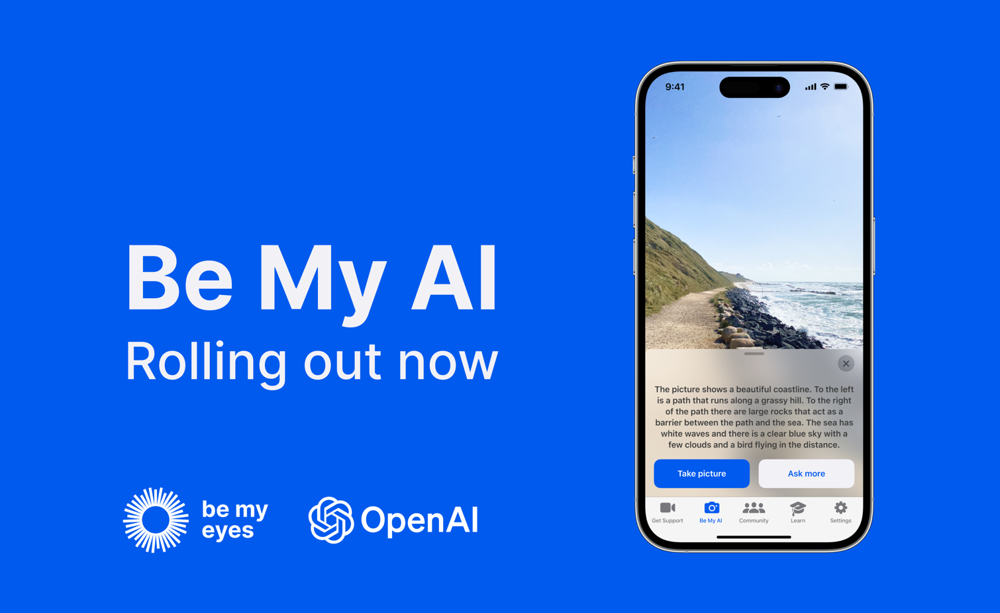 Be My AI
Rolling out now
be my
eyes
OpenAI
9:41
The picture shows a beautiful coastline. To the left
is a path that runs along a grassy hill. To the right
of the path there are large rocks that act as a
barrier between the path and the sea. The sea has
white waves and there is a clear blue sky with a
few clouds and a bird flying in the distance.
Take picture
Ask more
Get Support
Be My AI
Community
Learn
Settings